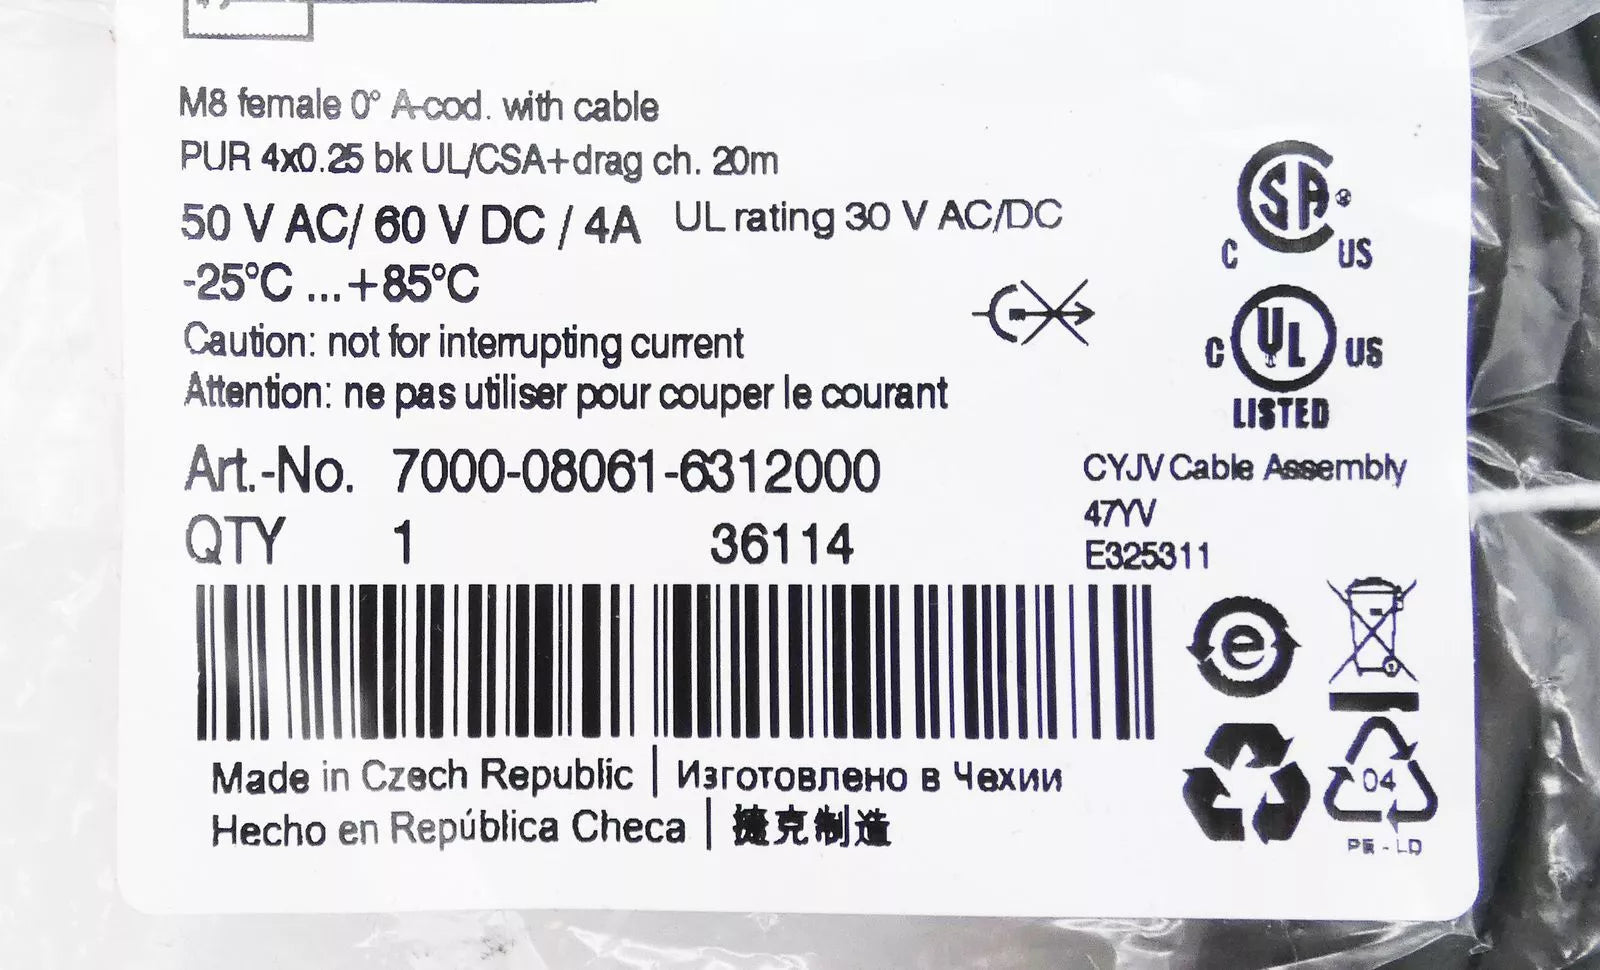 M8 female 0° A-cod. with cable
PUR 4x0.25 bk UL/CSA+drag ch. 20m
50 V AC/ 60 V DC / 4A UL rating 30 V AC/DC
-25°C ...+85°C
Caution: not for interrupting current
Attention: ne pas utiliser pour couper le courant
Art.-No. 7000-08061-6312000
QTY 1 36114
SA
C US
C UL US
LISTED
CYJV Cable Assembly
47YV
E325311
e
04
PE-LD
Made in Czech Republic | Изготовлено в Чехии
Hecho en República Checa | 捷克制造